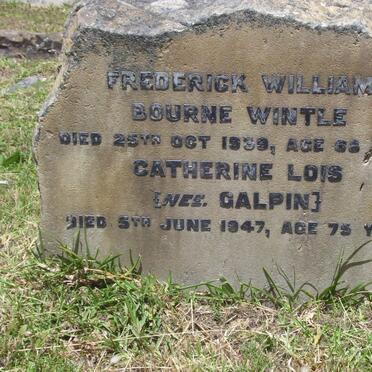 FREDERICK WILLIAM
BOURNE WINTLE
DIED 25TH OCT 1939, AGE 68
CATHERINE LOIS
{NEE. GALPIN}
DIED 5TH JUNE 1947, AGE 75 Y